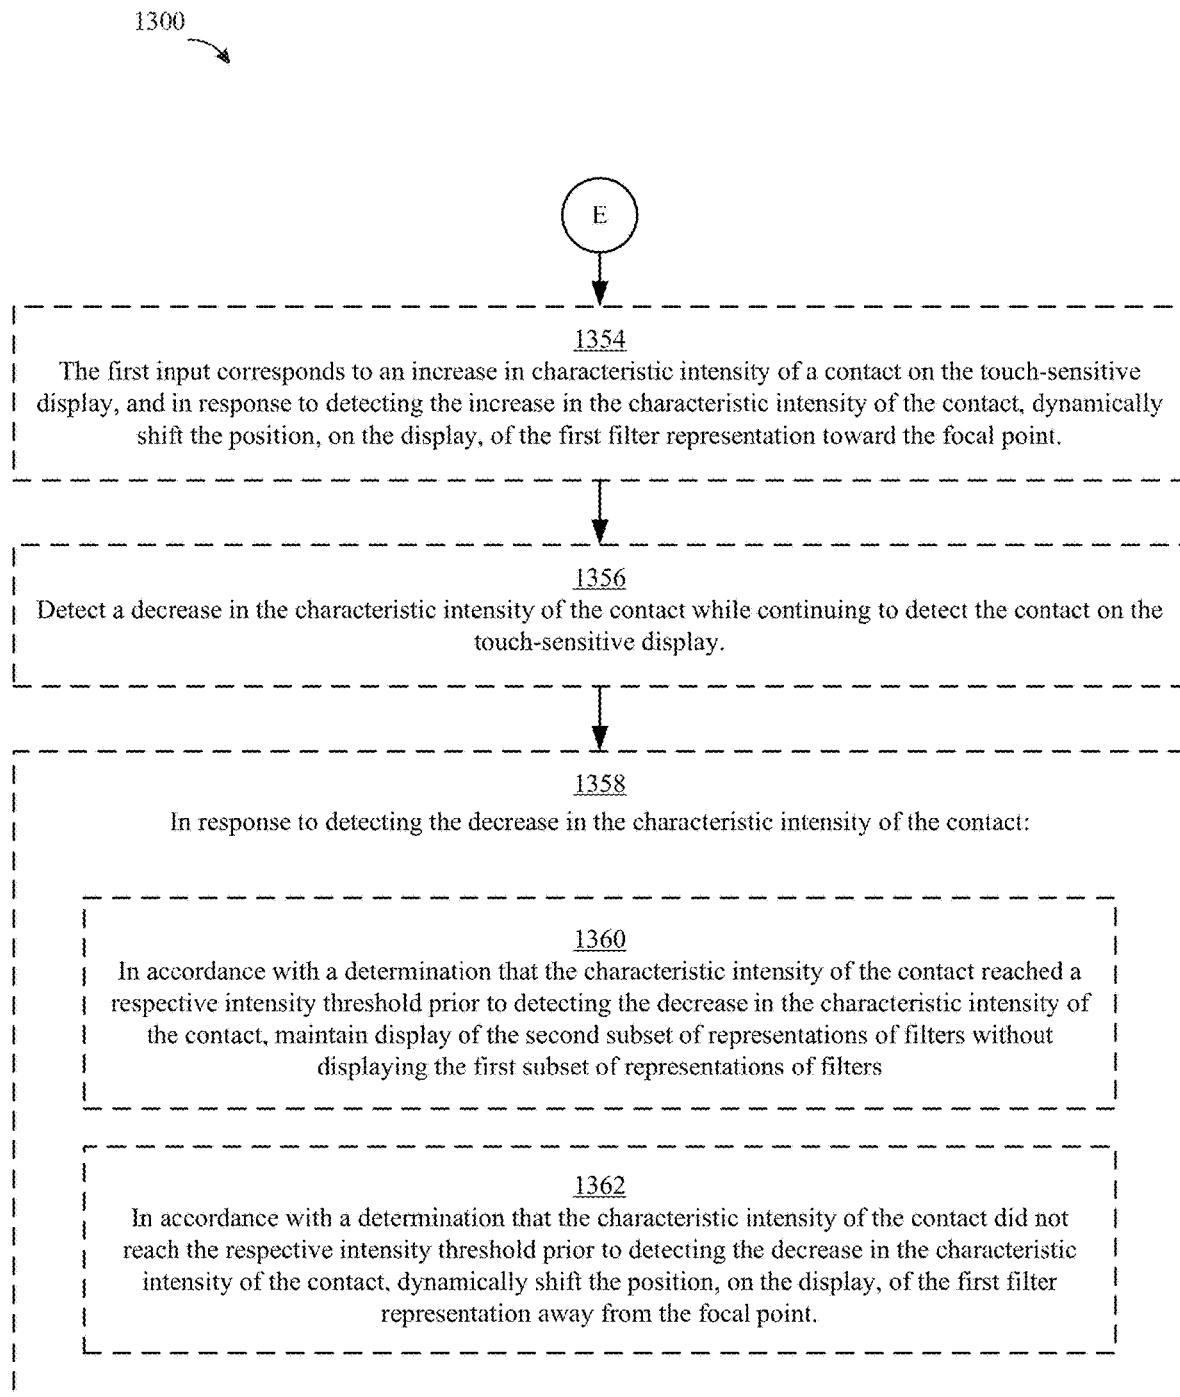 1300
E
1354
The first input corresponds to an increase in characteristic intensity of a contact on the touch-sensitive
display, and in response to detecting the increase in the characteristic intensity of the contact, dynamically
shift the position, on the display, of the first filter representation toward the focal point.
1356
Detect a decrease in the characteristic intensity of the contact while continuing to detect the contact on the
touch-sensitive display.
1358
In response to detecting the decrease in the characteristic intensity of the contact:
1360
In accordance with a determination that the characteristic intensity of the contact reached a
respective intensity threshold prior to detecting the decrease in the characteristic intensity of
the contact, maintain display of the second subset of representations of filters without
displaying the first subset of representations of filters
1362
In accordance with a determination that the characteristic intensity of the contact did not
reach the respective intensity threshold prior to detecting the decrease in the characteristic
intensity of the contact, dynamically shift the position, on the display, of the first filter
representation away from the focal point.